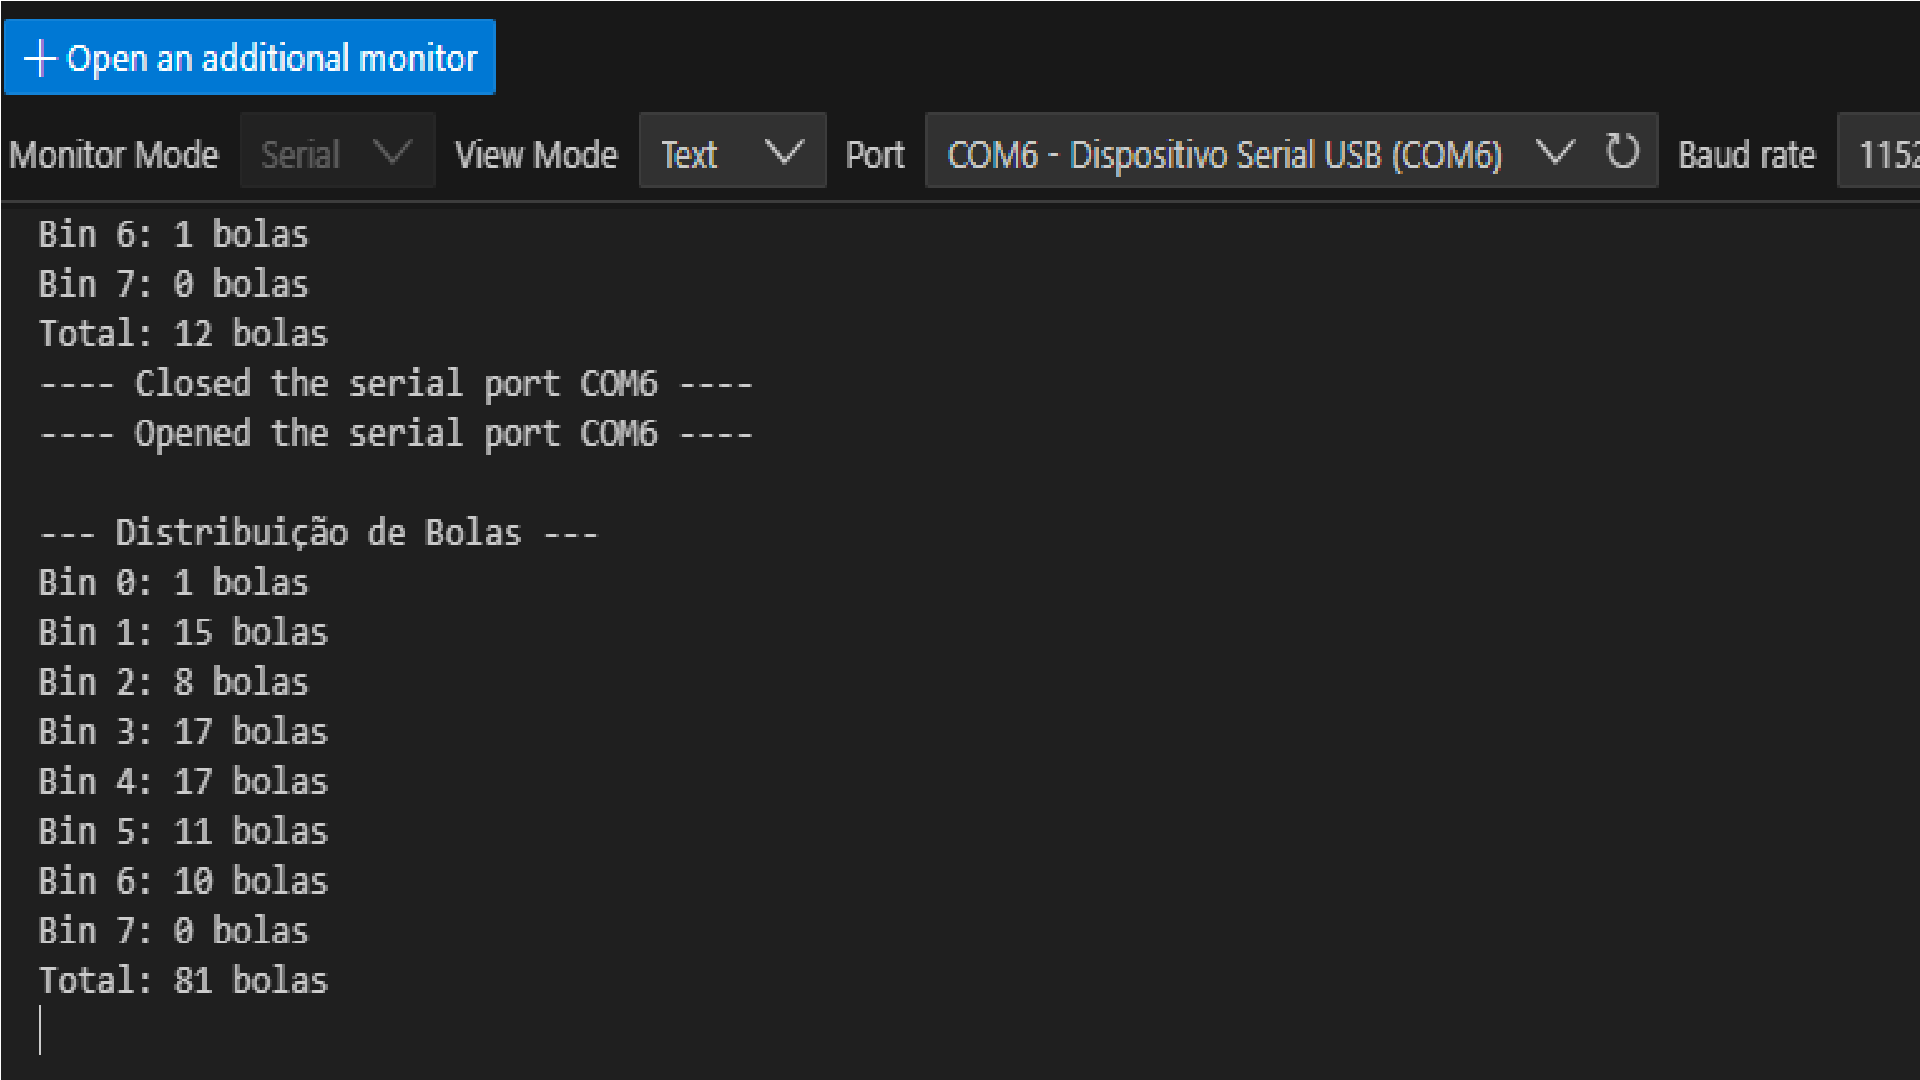 Open an additional monitor
Monitor Mode Serial View Mode Text Port COM6 - Dispositivo Serial USB (COM6) Baud rate 1152
Bin 6: 1 bolas
Bin 7: 0 bolas
Total: 12 bolas
---- Closed the serial port COM6 ----
---- Opened the serial port COM6 ----
--- Distribuição de Bolas ---
Bin 0: 1 bolas
Bin 1: 15 bolas
Bin 2: 8 bolas
Bin 3: 17 bolas
Bin 4: 17 bolas
Bin 5: 11 bolas
Bin 6: 10 bolas
Bin 7: 0 bolas
Total: 81 bolas